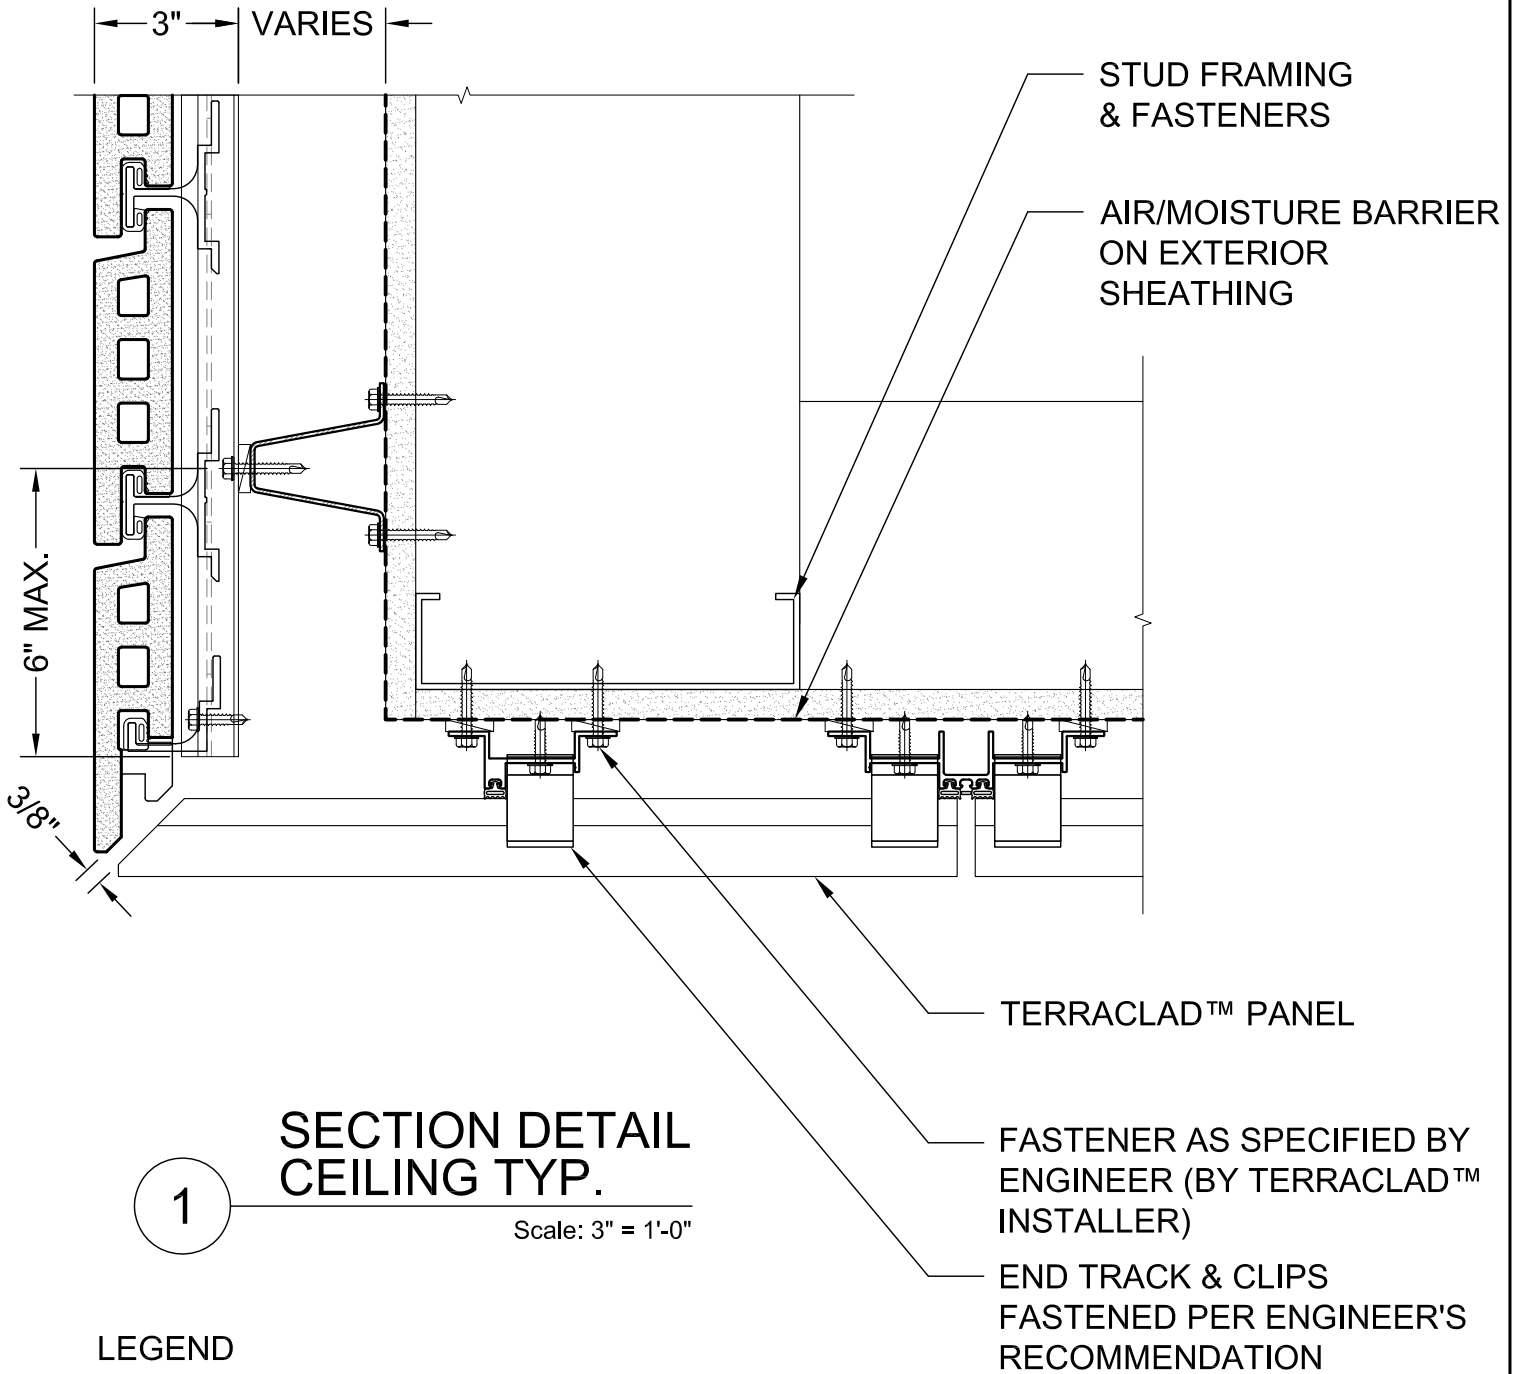 3" VARIES
STUD FRAMING
& FASTENERS
AIR/MOISTURE BARRIER
ON EXTERIOR
SHEATHING
6" MAX.
3/8"
TERRACLAD™ PANEL
SECTION DETAIL
CEILING TYP.
1
Scale: 3" = 1'-0"
FASTENER AS SPECIFIED BY
ENGINEER (BY TERRACLAD™
INSTALLER)
END TRACK & CLIPS
FASTENED PER ENGINEER'S
RECOMMENDATION
LEGEND